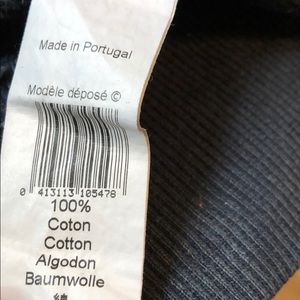 Made in Portugal
Modèle déposé ©
0 413113 105478
100%
Coton
Cotton
Algodon
Baumwolle